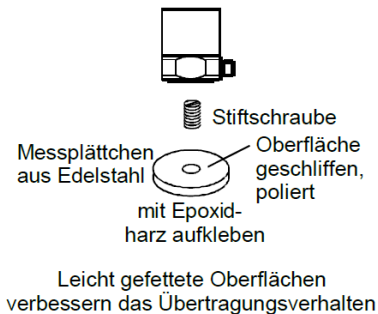 Stiftschraube
Messplättchen
aus Edelstahl
Oberfläche
geschliffen,
poliert
mit Epoxid-
harz aufkleben
Leicht gefettete Oberflächen
verbessern das Übertragungsverhalten